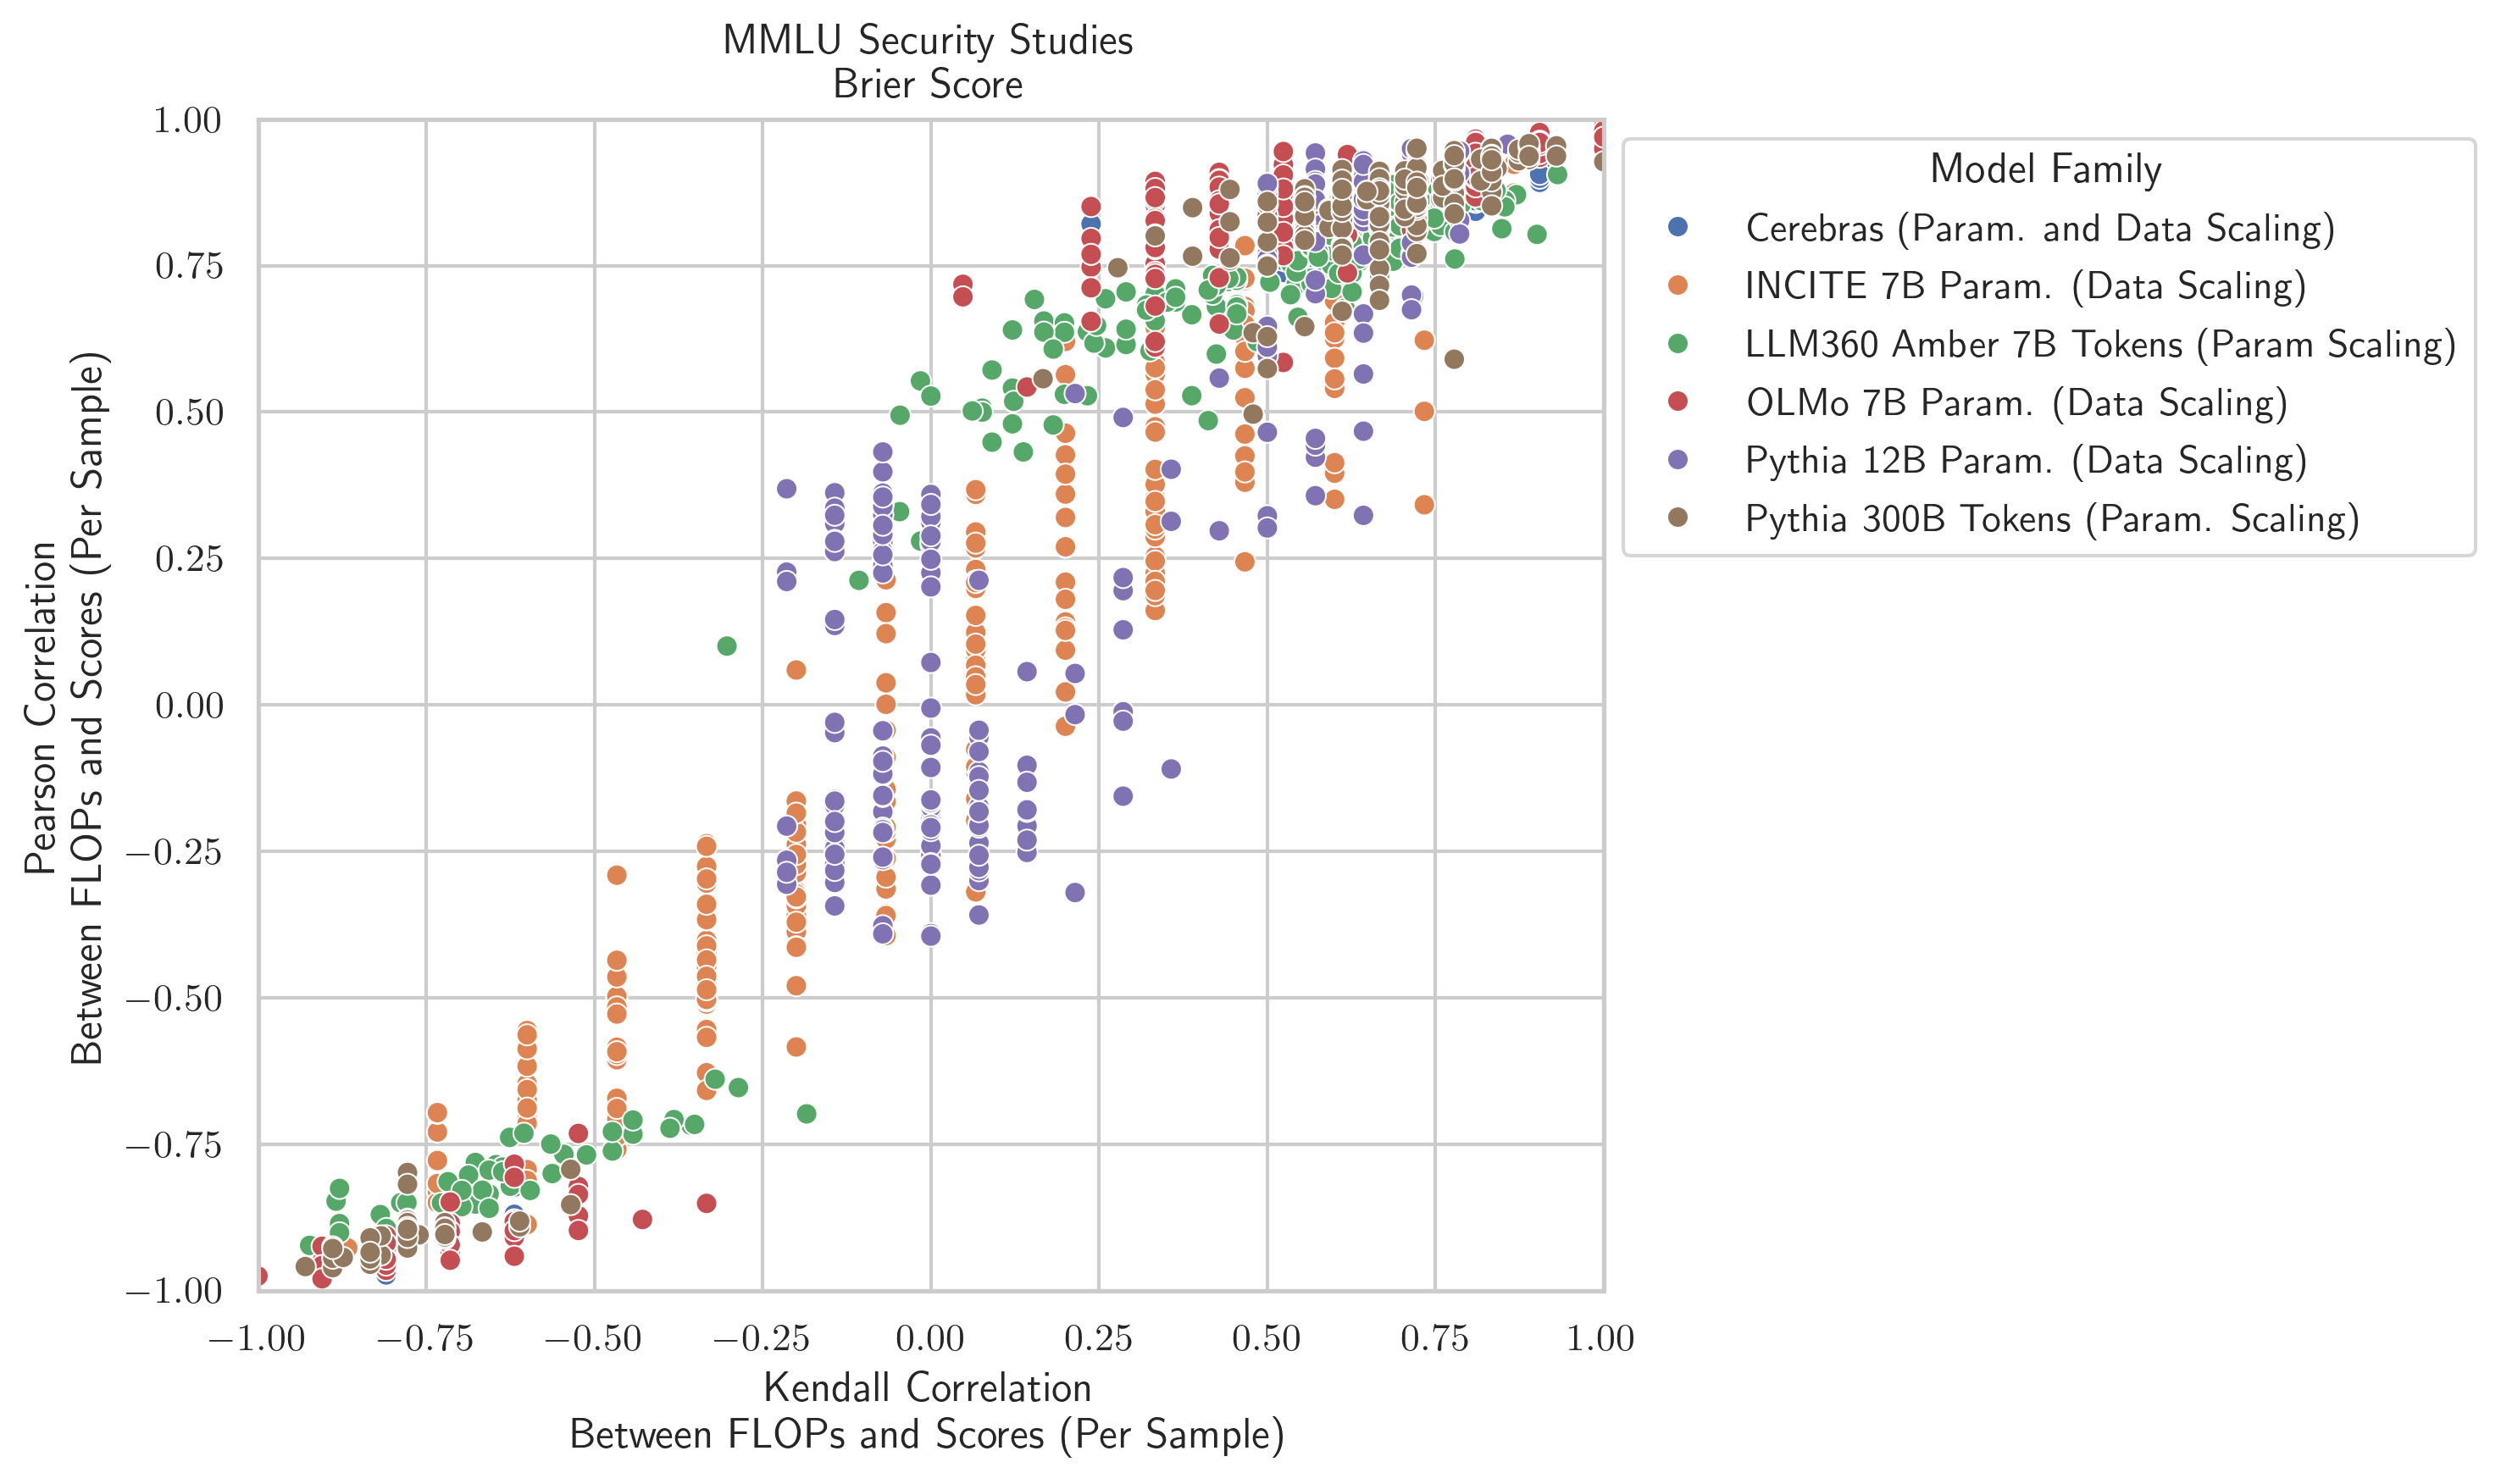 MMLU Security Studies
Brier Score
1.00
0.75
0.50
0.25
0.00
−0.25
−0.50
−0.75
−1.00
Pearson Correlation
Between FLOPs and Scores (Per Sample)
−1.00 −0.75 −0.50 −0.25 0.00 0.25 0.50 0.75 1.00
Kendall Correlation
Between FLOPs and Scores (Per Sample)
Model Family
Cerebras (Param. and Data Scaling)
INCITE 7B Param. (Data Scaling)
LLM360 Amber 7B Tokens (Param Scaling)
OLMo 7B Param. (Data Scaling)
Pythia 12B Param. (Data Scaling)
Pythia 300B Tokens (Param. Scaling)